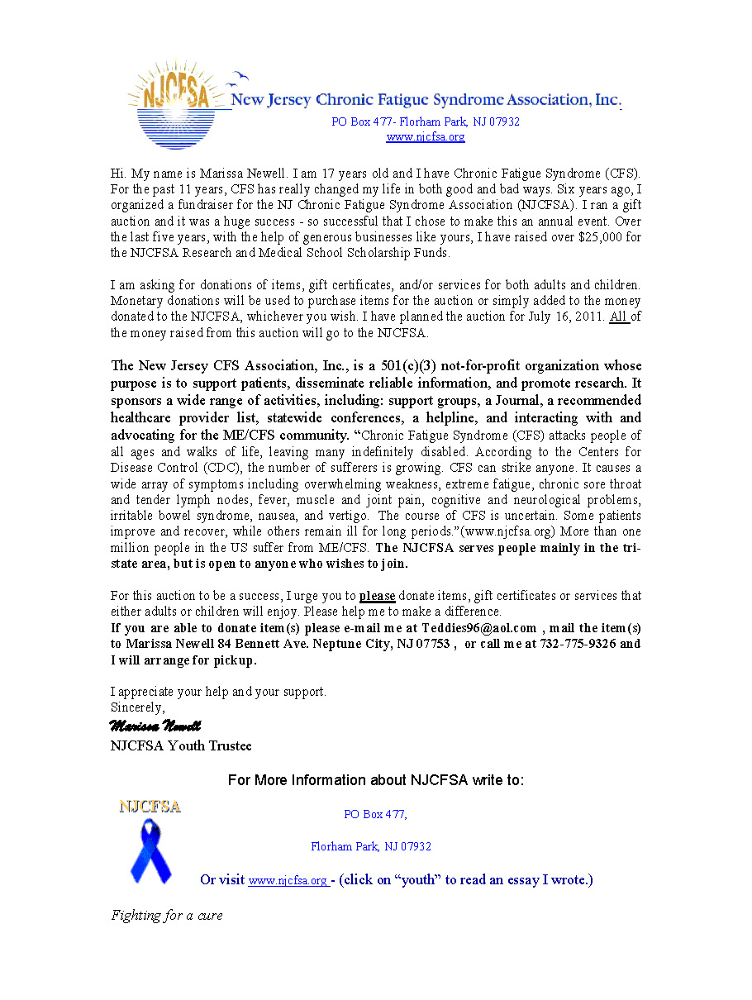 NJCFSA
New Jersey Chronic Fatigue Syndrome Association, Inc.
PO Box 477- Florham Park, NJ 07932
www.njcfsa.org
Hi. My name is Marissa Newell. I am 17 years old and I have Chronic Fatigue Syndrome (CFS).
For the past 11 years, CFS has really changed my life in both good and bad ways. Six years ago, I
organized a fundraiser for the NJ Chronic Fatigue Syndrome Association (NJCFSA). I ran a gift
auction and it was a huge success - so successful that I chose to make this an annual event. Over
the last five years, with the help of generous businesses like yours, I have raised over $25,000 for
the NJCFSA Research and Medical School Scholarship Funds.
I am asking for donations of items, gift certificates, and/or services for both adults and children.
Monetary donations will be used to purchase items for the auction or simply added to the money
donated to the NJCFSA, whichever you wish. I have planned the auction for July 16, 2011. All of
the money raised from this auction will go to the NJCFSA.
The New Jersey CFS Association, Inc., is a 501(c)(3) not-for-profit organization whose
purpose is to support patients, disseminate reliable information, and promote research. It
sponsors a wide range of activities, including: support groups, a Journal, a recommended
healthcare provider list, statewide conferences, a helpline, and interacting with and
advocating for the ME/CFS community. “Chronic Fatigue Syndrome (CFS) attacks people of
all ages and walks of life, leaving many indefinitely disabled. According to the Centers for
Disease Control (CDC), the number of sufferers is growing. CFS can strike anyone. It causes a
wide array of symptoms including overwhelming weakness, extreme fatigue, chronic sore throat
and tender lymph nodes, fever, muscle and joint pain, cognitive and neurological problems,
irritable bowel syndrome, nausea, and vertigo. The course of CFS is uncertain. Some patients
improve and recover, while others remain ill for long periods.”(www.njcfsa.org) More than one
million people in the US suffer from ME/CFS. The NJCFSA serves people mainly in the tri-
state area, but is open to anyone who wishes to join.
For this auction to be a success, I urge you to please donate items, gift certificates or services that
either adults or children will enjoy. Please help me to make a difference.
If you are able to donate item(s) please e-mail me at Teddies96@aol.com , mail the item(s)
to Marissa Newell 84 Bennett Ave. Neptune City, NJ 07753 , or call me at 732-775-9326 and
I will arrange for pickup.
I appreciate your help and your support.
Sincerely,
Marissa Newell
NJCFSA Youth Trustee
For More Information about NJCFSA write to:
NJCFSA
PO Box 477,
Florham Park, NJ 07932
Or visit www.njcfsa.org - (click on “youth” to read an essay I wrote.)
Fighting for a cure